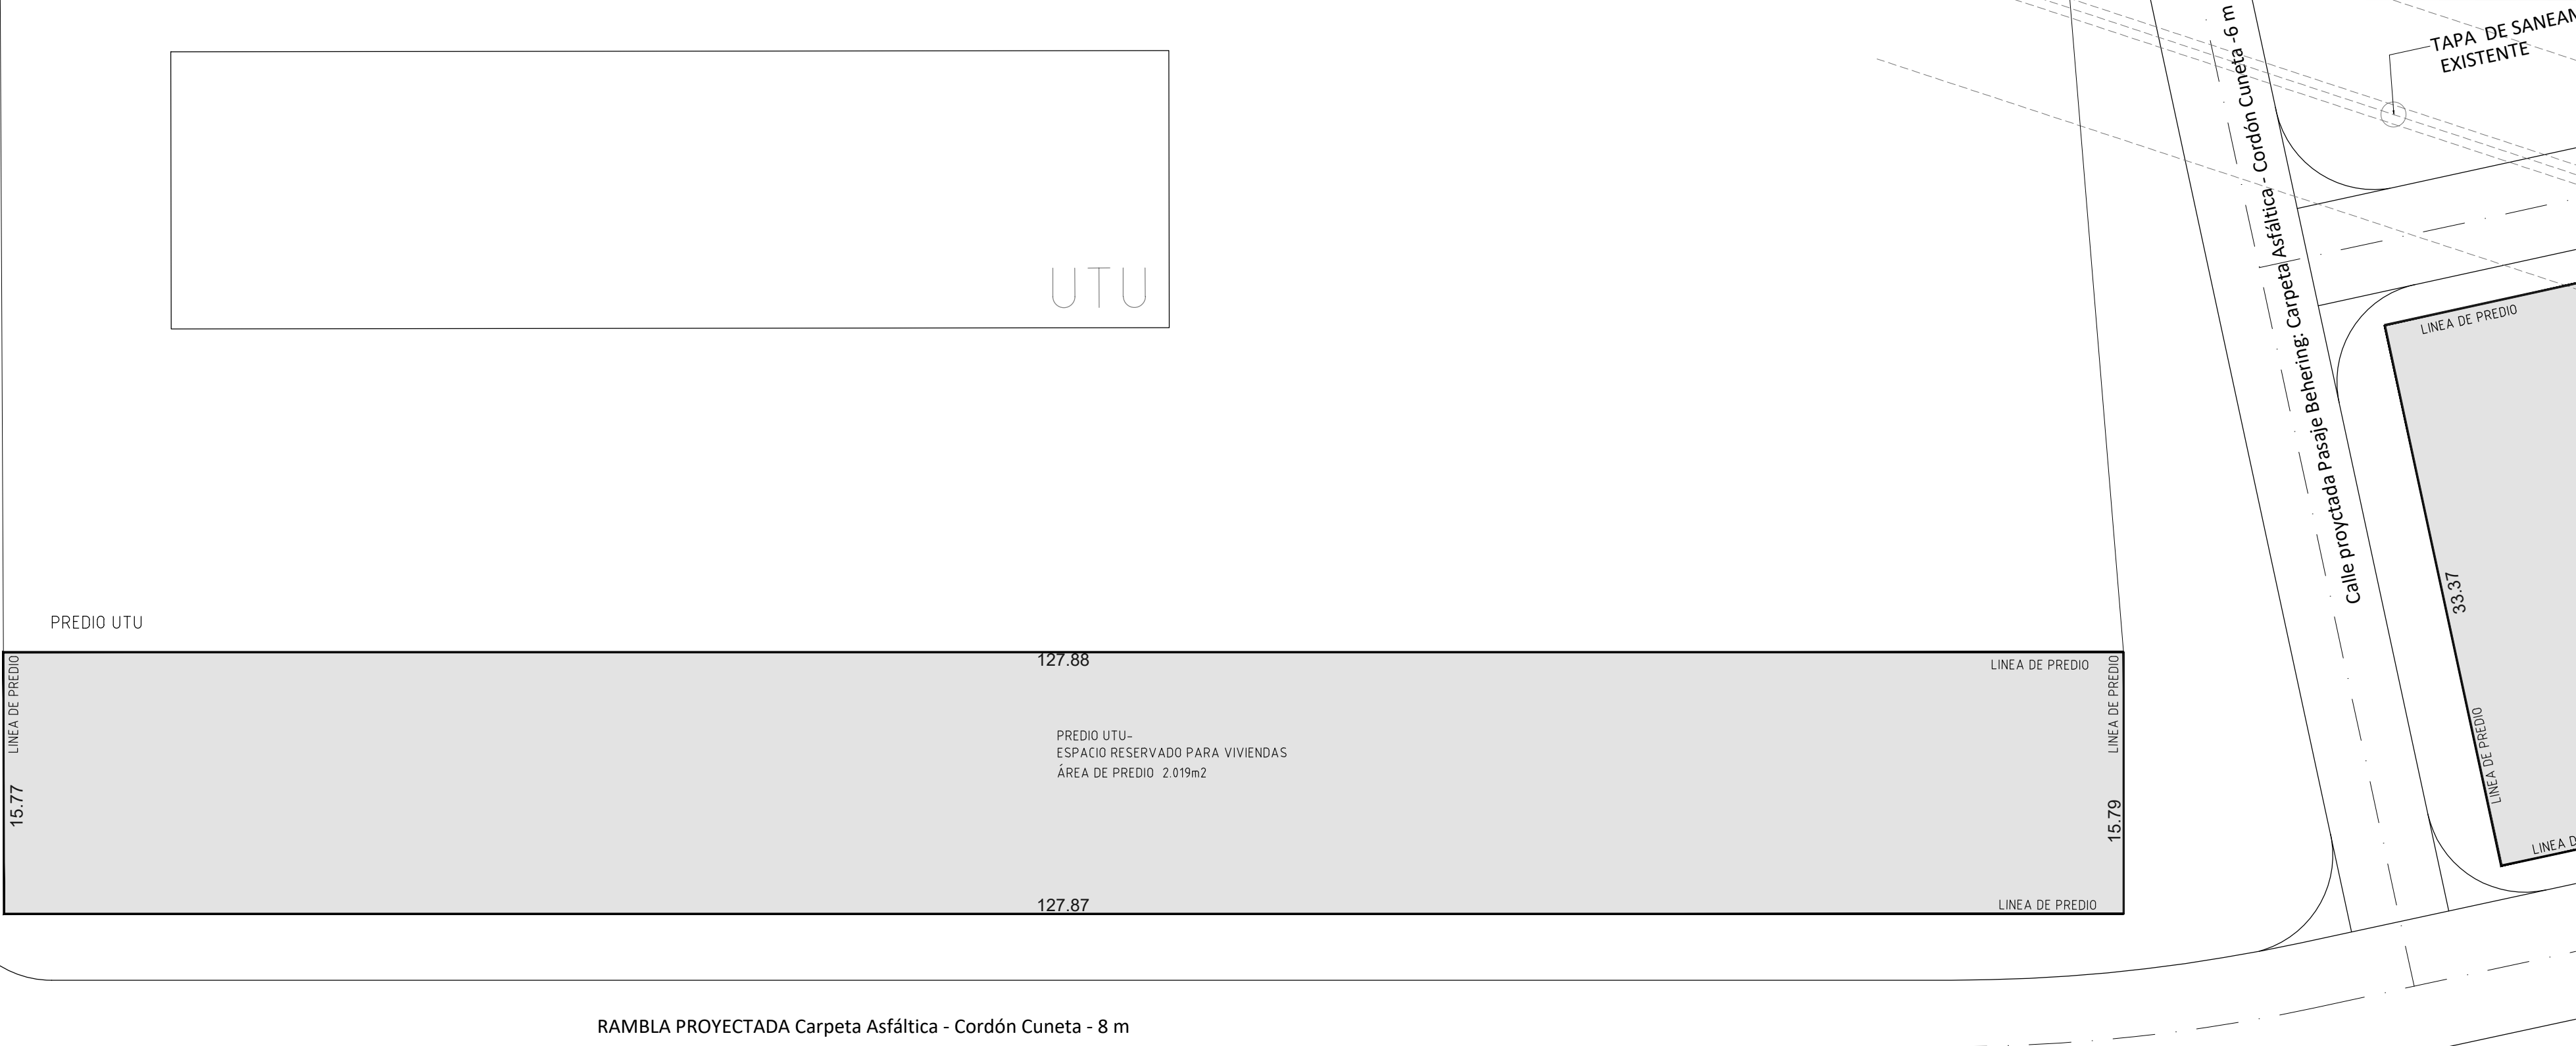 TAPA DE SANEAM
EXISTENTE
Calle proyctada Pasaje Behering: Carpeta Asfáltica - Cordón Cuneta -6 m
UTU
LINEA DE PREDIO
33.37
LINEA DE PREDIO
LINEA D
PREDIO UTU
127.88
LINEA DE PREDIO
LINEA DE PREDIO
LINEA DE PREDIO
PREDIO UTU-
ESPACIO RESERVADO PARA VIVIENDAS
ÁREA DE PREDIO 2.019m2
15.77
15.79
127.87
LINEA DE PREDIO
RAMBLA PROYECTADA Carpeta Asfáltica - Cordón Cuneta - 8 m